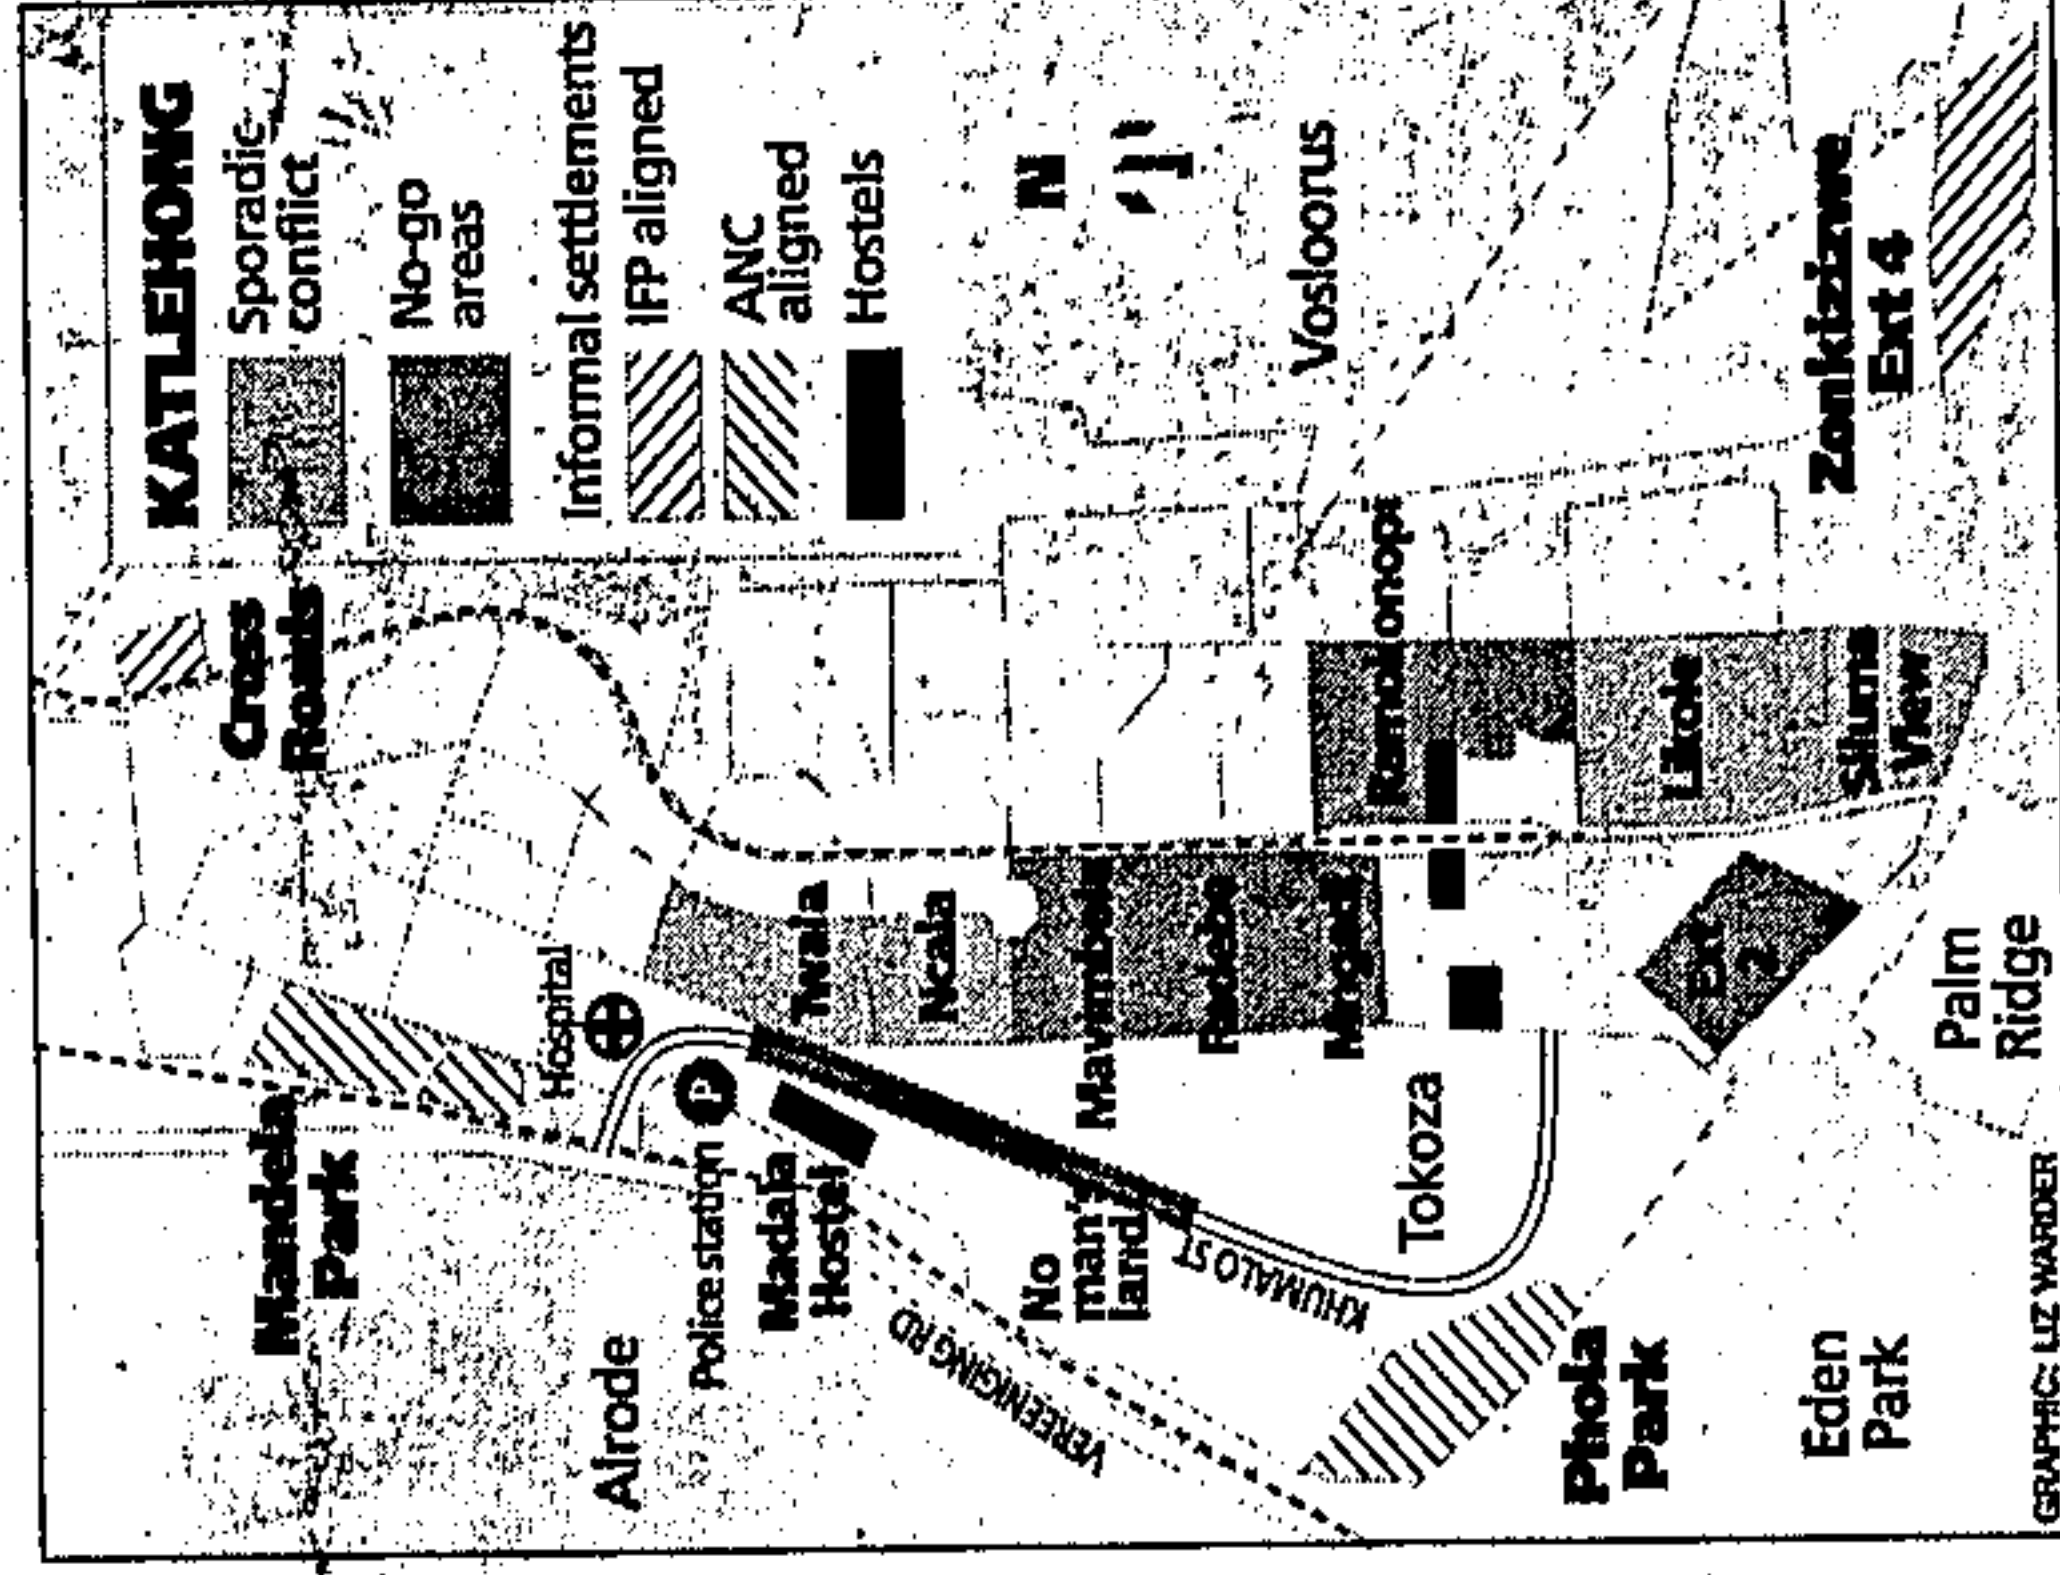 KATLEHONG
Sporadic
conflict
No-go
areas
Informal settlements
IFP aligned
ANC
aligned
Hostels
N
Cross
Roads
Mandela
Park
Hospital
Alrode
Police station
P
Madala
Hostel
Twala
Ncala
Mavimbela
No
man's
land
KHUMALO ST
VEREENIGING RD
Tokoza
Vosloorus
Likole
Slums
View
Zonkizizwe
Ext 4
Ext
2
Palm
Ridge
Phola
Park
Eden
Park
GRAPHIC: LIZ WARDER